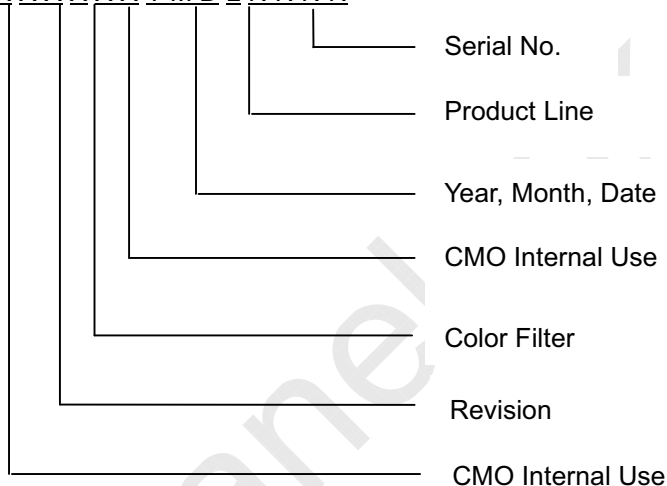 Serial No.
Product Line
Year, Month, Date
CMO Internal Use
Color Filter
Revision
CMO Internal Use